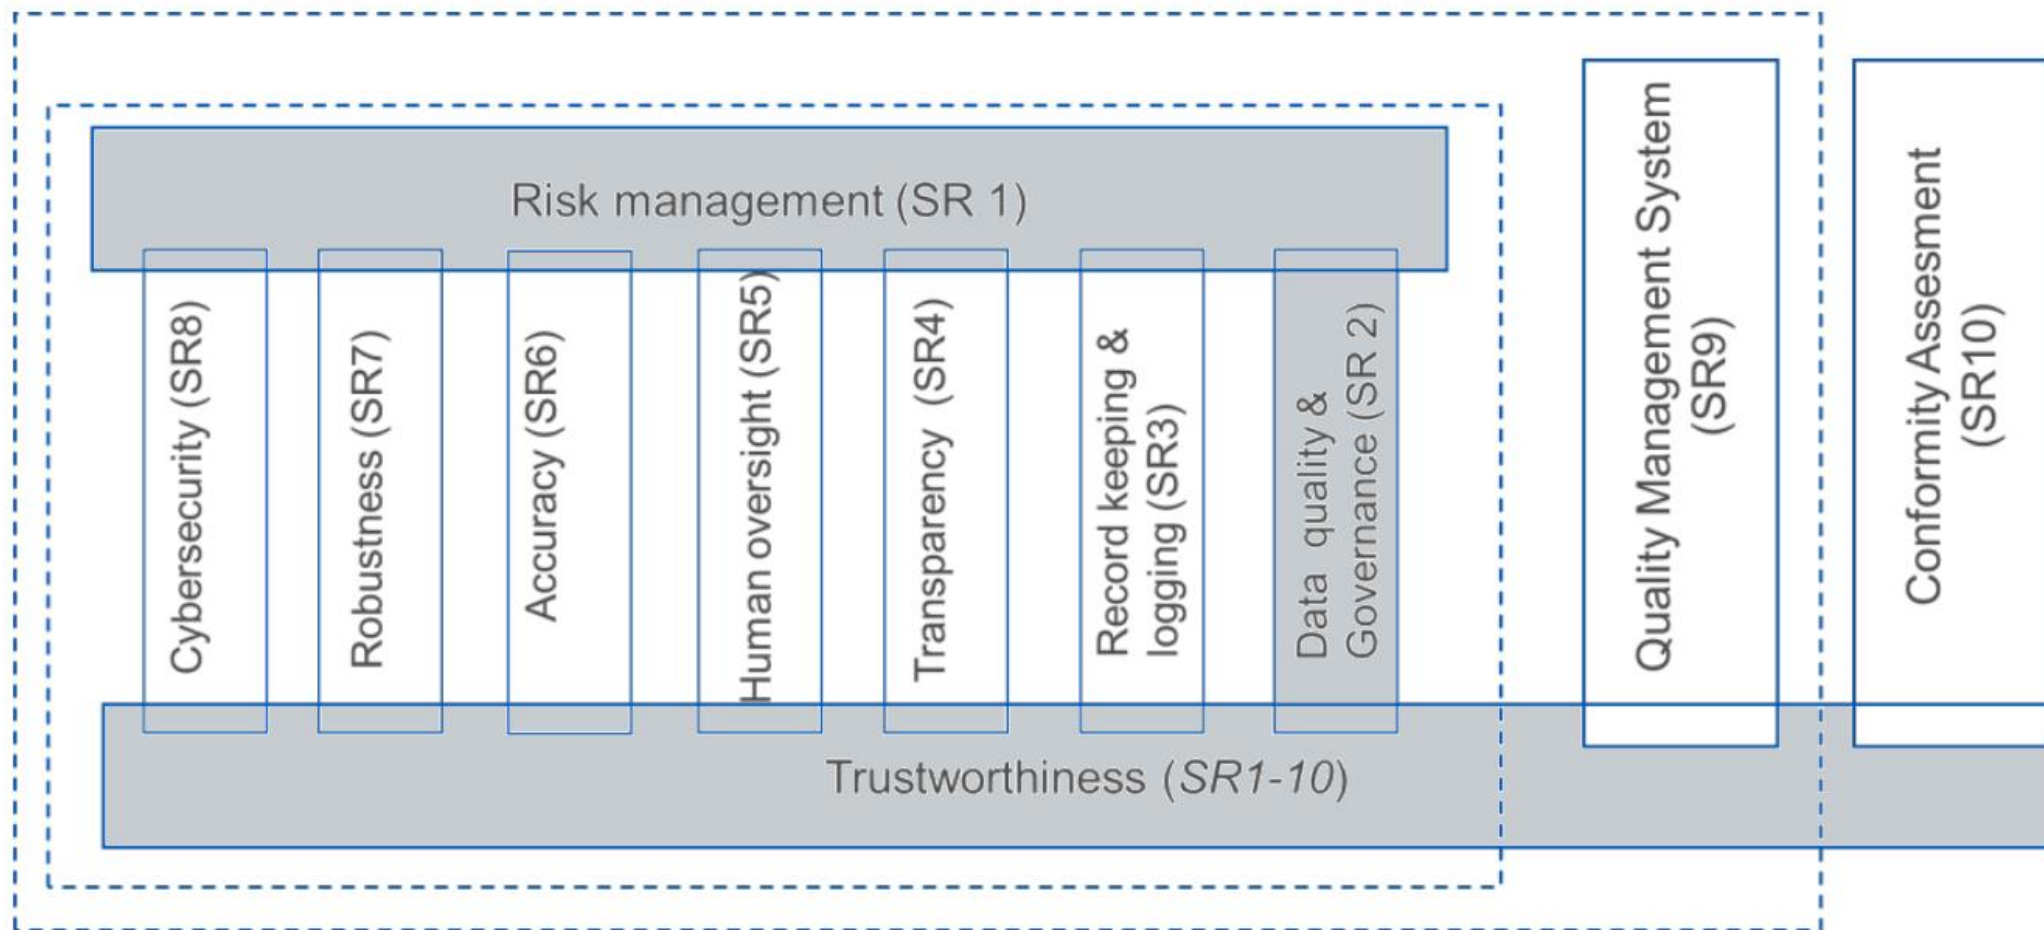 Risk management (SR 1)
Cybersecurity (SR8)
Robustness (SR7)
Accuracy (SR6)
Human oversight (SR5)
Transparency (SR4)
Record keeping &
logging (SR3)
Data quality &
Governance (SR 2)
Quality Management System
(SR9)
Conformity Assessment
(SR10)
Trustworthiness (SR1-10)